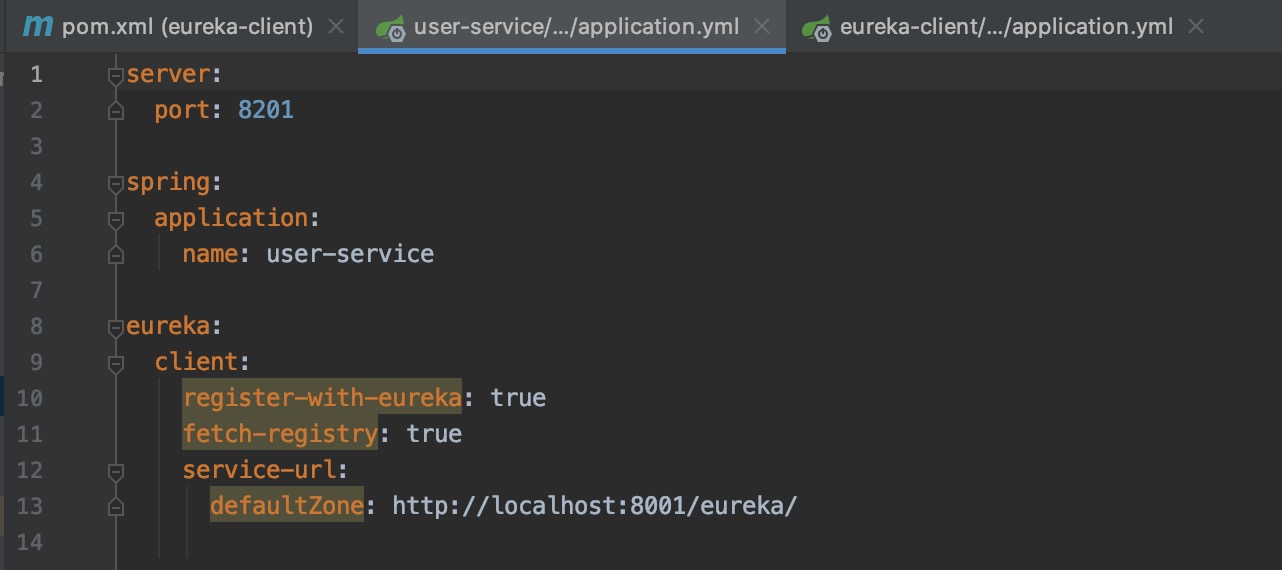 m pom.xml (eureka-client) user-service/.../application.yml eureka-client/.../application.yml
1 server:
2 port: 8201
3
4 spring:
5 application:
6 name: user-service
7
8 eureka:
9 client:
10 register-with-eureka: true
11 fetch-registry: true
12 service-url:
13 defaultZone: http://localhost:8001/eureka/
14